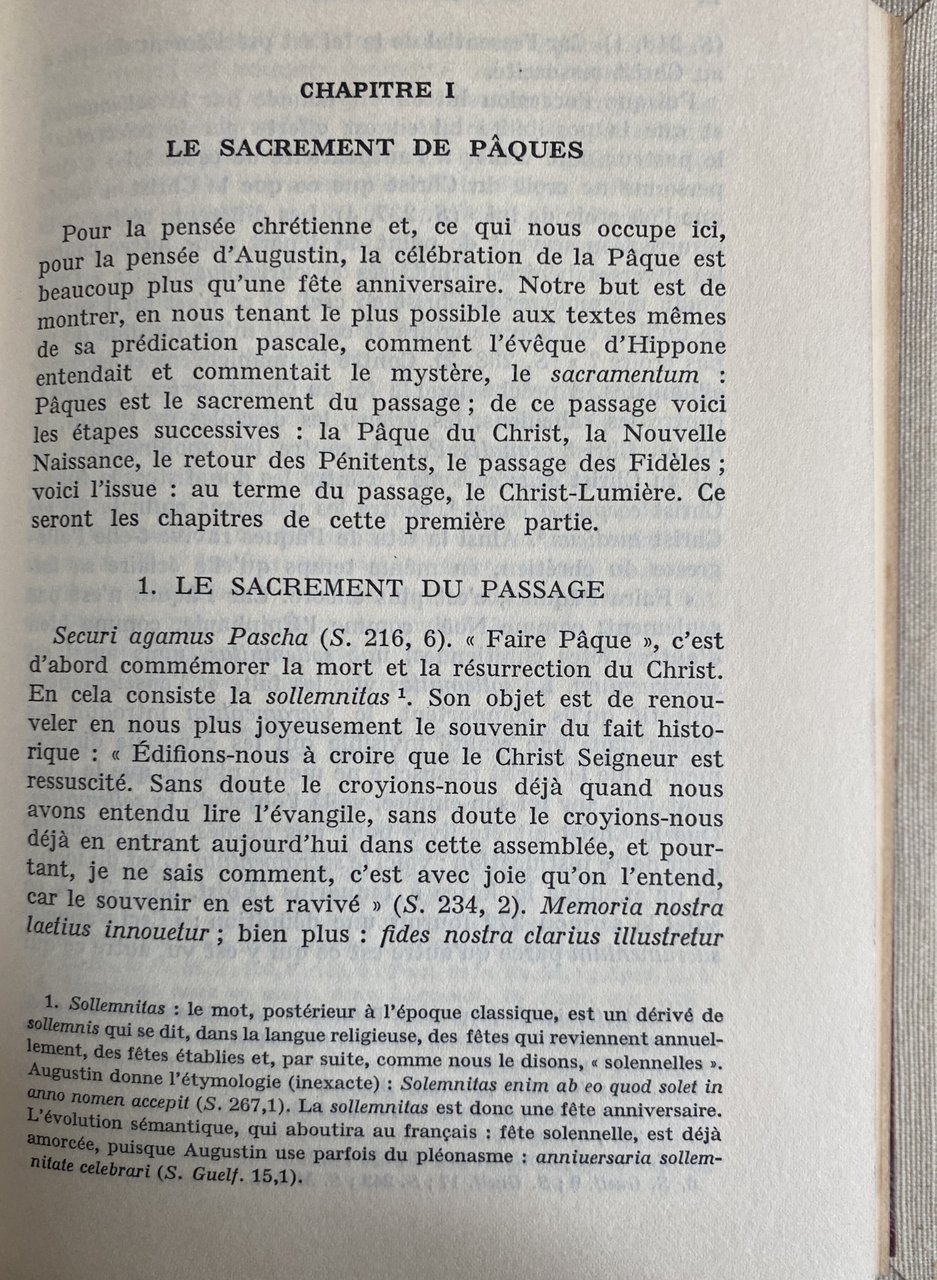 CHAPITRE I
LE SACREMENT DE PÂQUES
Pour la pensée chrétienne et, ce qui nous occupe ici,
pour la pensée d'Augustin, la célébration de la Pâque est
beaucoup plus qu'une fête anniversaire. Notre but est de
montrer, en nous tenant le plus possible aux textes mêmes
de sa prédication pascale, comment l'évêque d'Hippone
entendait et commentait le mystère, le sacramentum :
Pâques est le sacrement du passage ; de ce passage voici
les étapes successives : la Pâque du Christ, la Nouvelle
Naissance, le retour des Pénitents, le passage des Fidèles ;
voici l'issue : au terme du passage, le Christ-Lumière. Ce
seront les chapitres de cette première partie.
1. LE SACREMENT DU PASSAGE
Securi agamus Pascha (S. 216, 6). « Faire Pâque », c'est
d'abord commémorer la mort et la résurrection du Christ.
En cela consiste la sollemnitas ¹. Son objet est de renou-
veler en nous plus joyeusement le souvenir du fait histo-
rique : « Édifions-nous à croire que le Christ Seigneur est
ressuscité. Sans doute le croyions-nous déjà quand nous
avons entendu lire l'évangile, sans doute le croyions-nous
déjà en entrant aujourd'hui dans cette assemblée, et pour-
tant, je ne sais comment, c'est avec joie qu'on l'entend,
car le souvenir en est ravivé » (S. 234, 2). Memoria nostra
laetius innouetur ; bien plus : fides nostra clarius illustretur
1. Sollemnitas : le mot, postérieur à l'époque classique, est un dérivé de
sollemnis qui se dit, dans la langue religieuse, des fêtes qui reviennent annuel-
lement, des fêtes établies et, par suite, comme nous le disons, « solennelles ».
Augustin donne l'étymologie (inexacte) : Solemnitas enim ab eo quod solet in
anno nomen accepit (S. 267,1). La sollemnitas est donc une fête anniversaire.
L'évolution sémantique, qui aboutira au français : fête solennelle, est déjà
amorcée, puisque Augustin use parfois du pléonasme : anniuersaria sollem-
nitate celebrari (S. Guelf. 15,1).